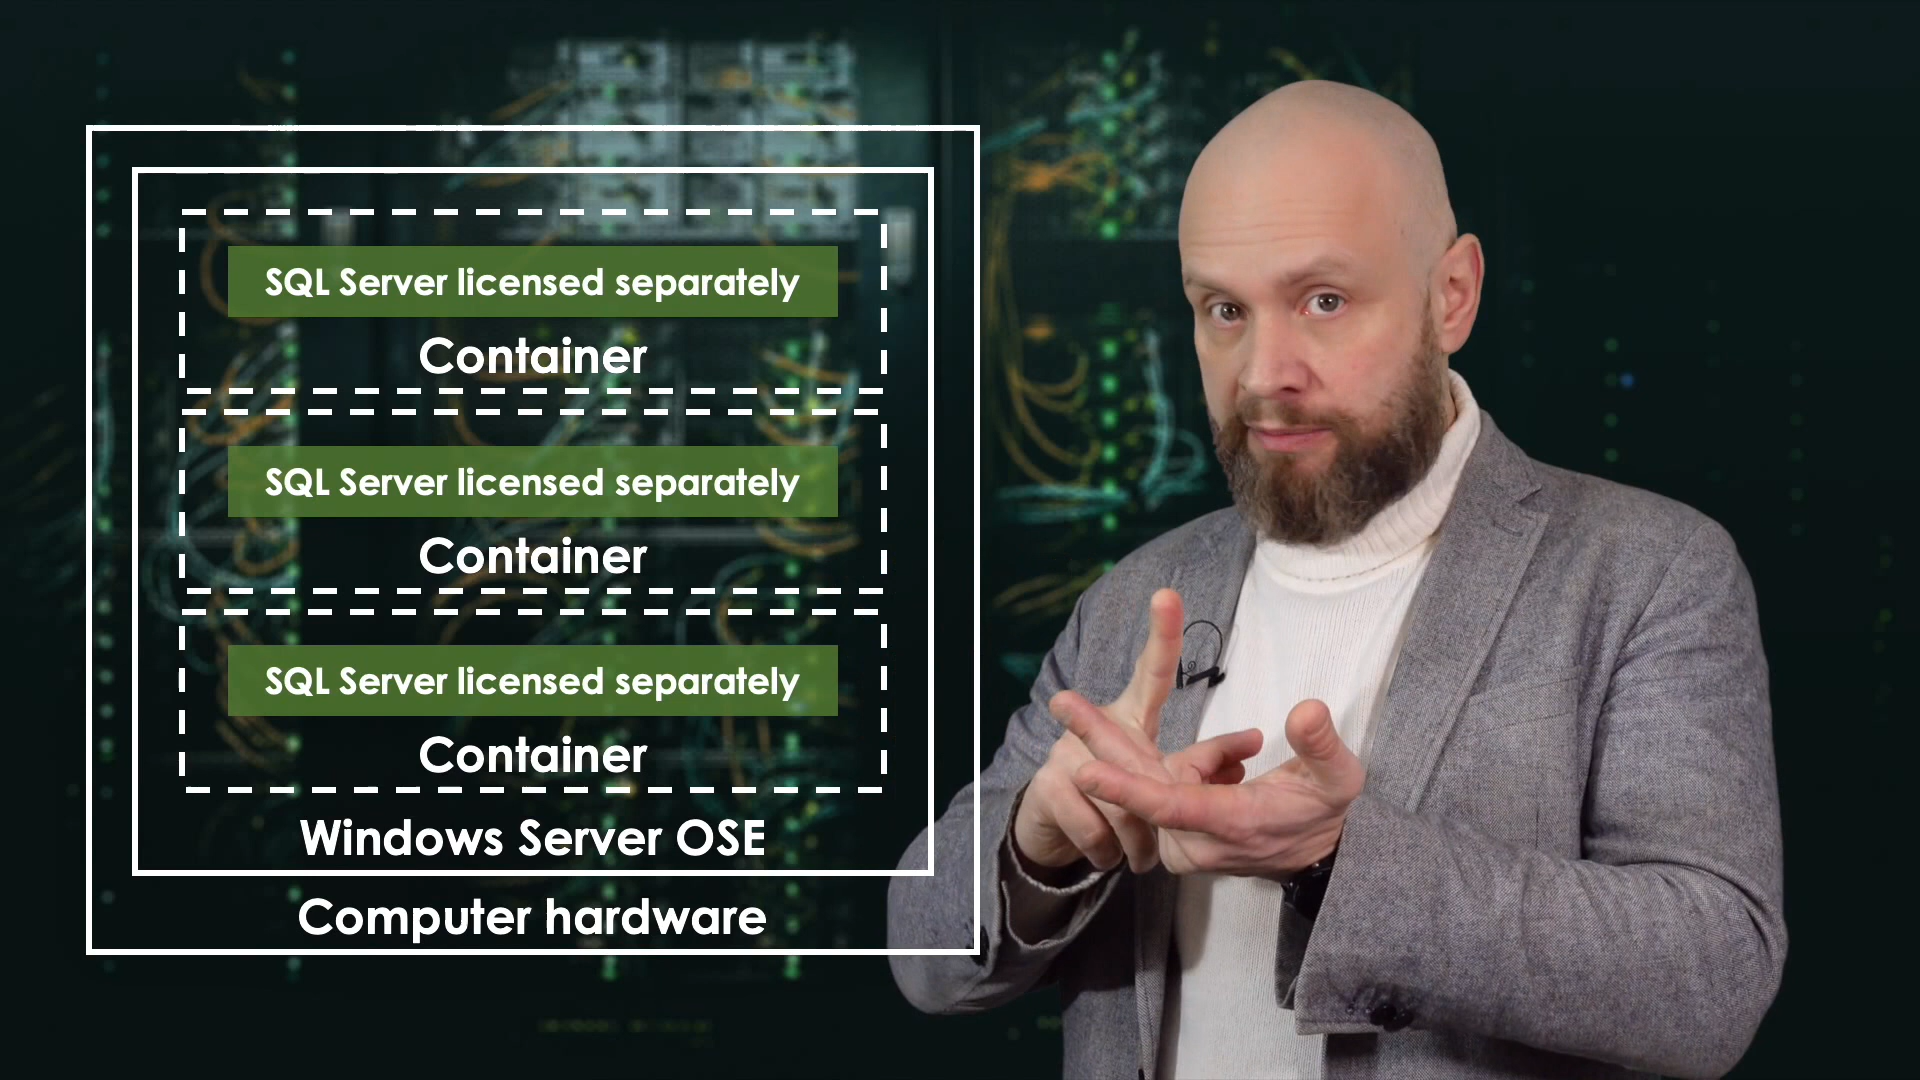 SQL Server licensed separately
Container
SQL Server licensed separately
Container
SQL Server licensed separately
Container
Windows Server OSE
Computer hardware